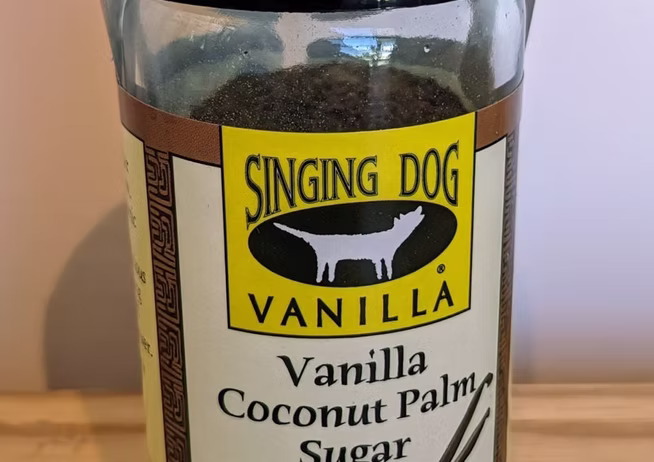 SINGING DOG
®
VANILLA
Vanilla
Coconut Palm
Sugar